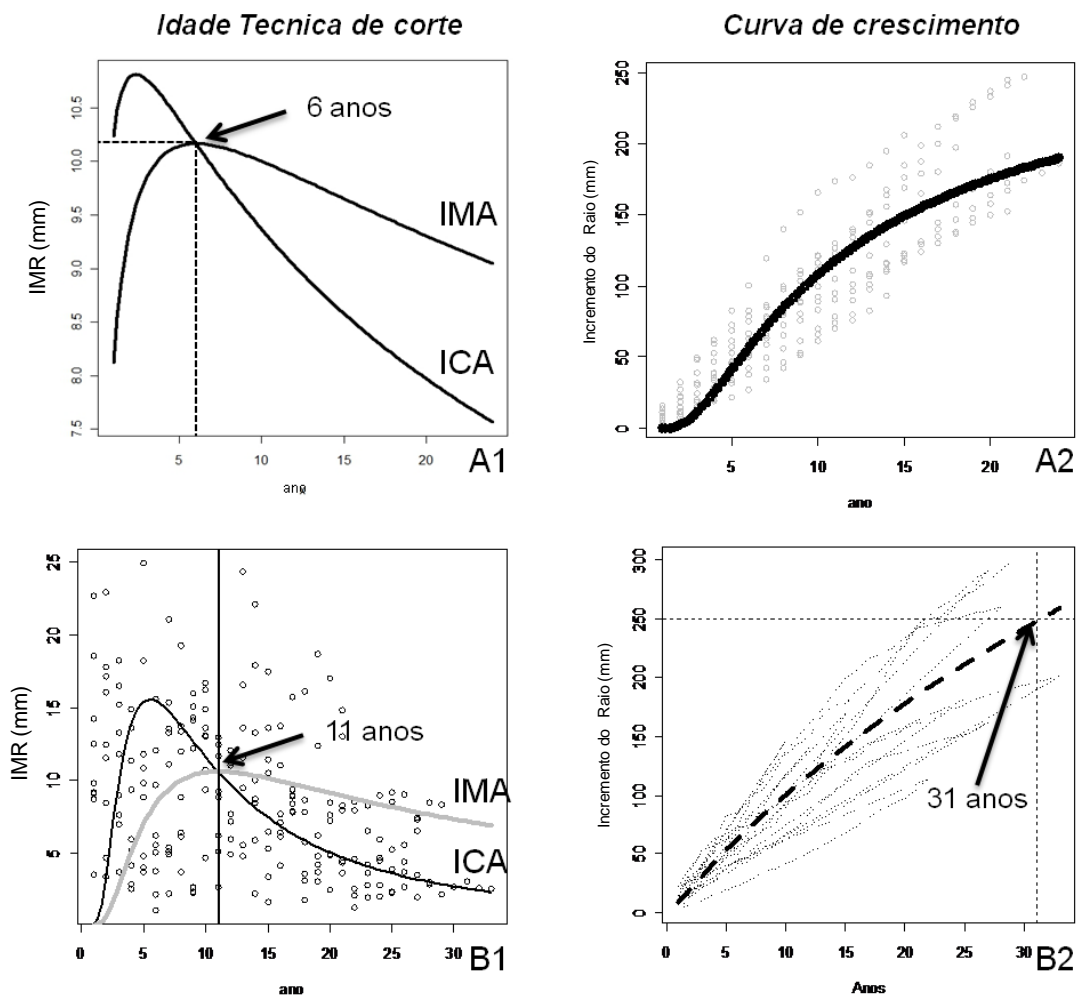 Idade Tecnica de corte
Curva de crescimento
IMR (mm)
10.5
10.0
9.5
9.0
8.5
8.0
7.5
6 anos
IMA
ICA
5
10
15
20
A1
ano
Incremento do Raio (mm)
250
200
150
100
50
0
5
10
15
20
A2
ano
IMR (mm)
25
20
15
10
5
11 anos
IMA
ICA
0
5
10
15
20
25
30
B1
ano
Incremento do Raio (mm)
300
250
200
150
100
50
0
31 anos
0
5
10
15
20
25
30
B2
Anos